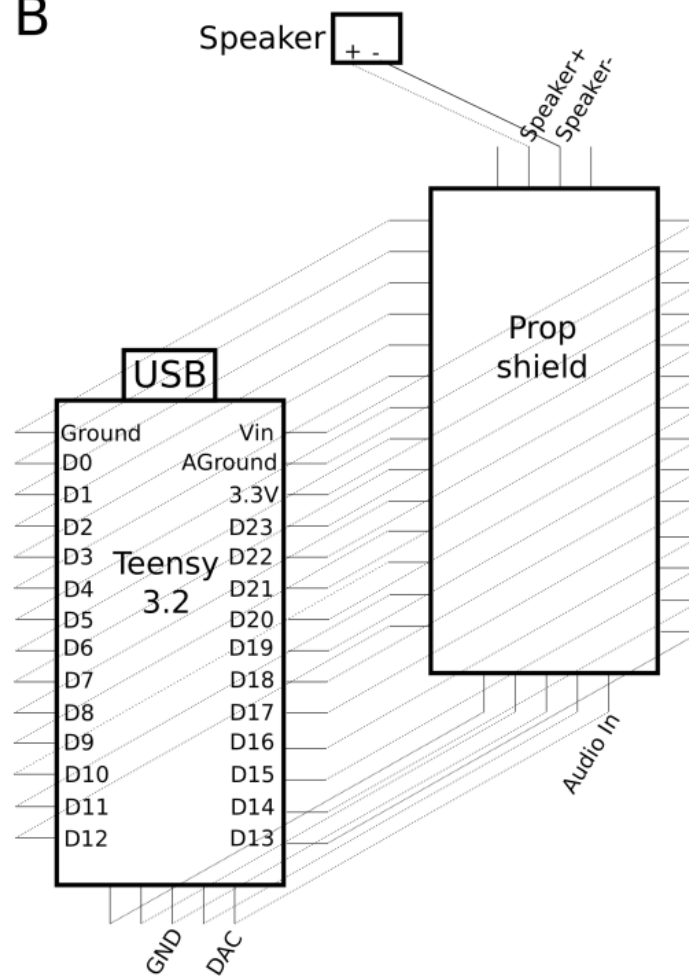 B
Speaker
+ -
Speaker+
Speaker-
Prop
shield
USB
Ground Vin
D0 AGround
D1 3.3V
D2 D23
D3 D22
Teensy
3.2
D4 D21
D5 D20
D6 D19
D7 D18
D8 D17
D9 D16
D10 D15
D11 D14
D12 D13
Audio In
GND
DAC